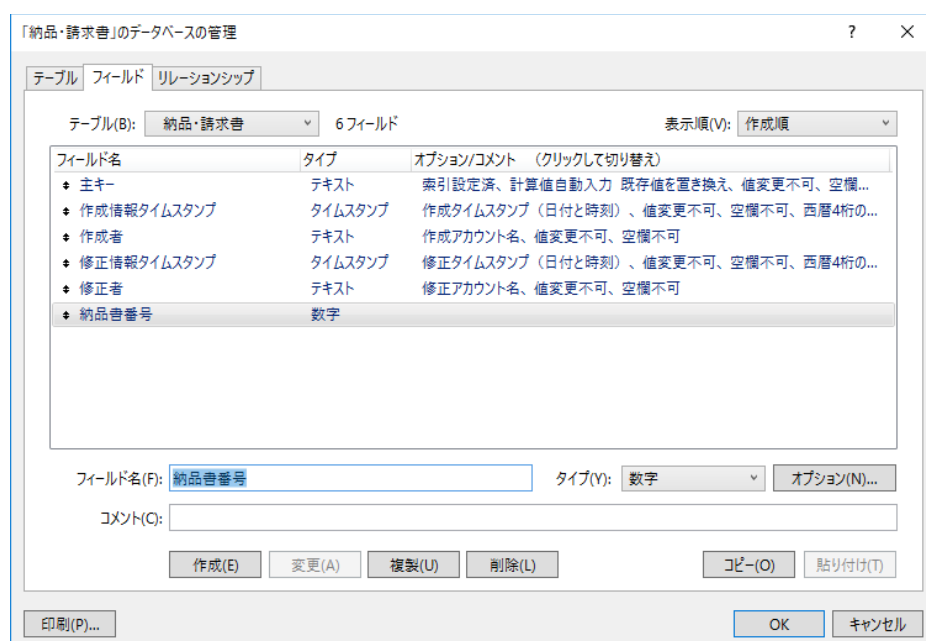 「納品・請求書」のデータベースの管理 ? ×
テーブル フィールド リレーションシップ
テーブル(B): 納品・請求書 6 フィールド 表示順(V): 作成順
フィールド名 タイプ オプション/コメント (クリックして切り替え)
主キー テキスト 索引設定済、計算値自動入力 既存値を置き換え、値変更不可、空欄...
作成情報タイムスタンプ タイムスタンプ 作成タイムスタンプ（日付と時刻）、値変更不可、空欄不可、西暦4桁の...
作成者 テキスト 作成アカウント名、値変更不可、空欄不可
修正情報タイムスタンプ タイムスタンプ 修正タイムスタンプ（日付と時刻）、値変更不可、空欄不可、西暦4桁の...
修正者 テキスト 修正アカウント名、値変更不可、空欄不可
納品書番号 数字
フィールド名(F): 納品書番号 タイプ(Y): 数字 オプション(N)...
コメント(C):
作成(E) 変更(A) 複製(U) 削除(L) コピー(O) 貼り付け(T)
印刷(P)... OK キャンセル